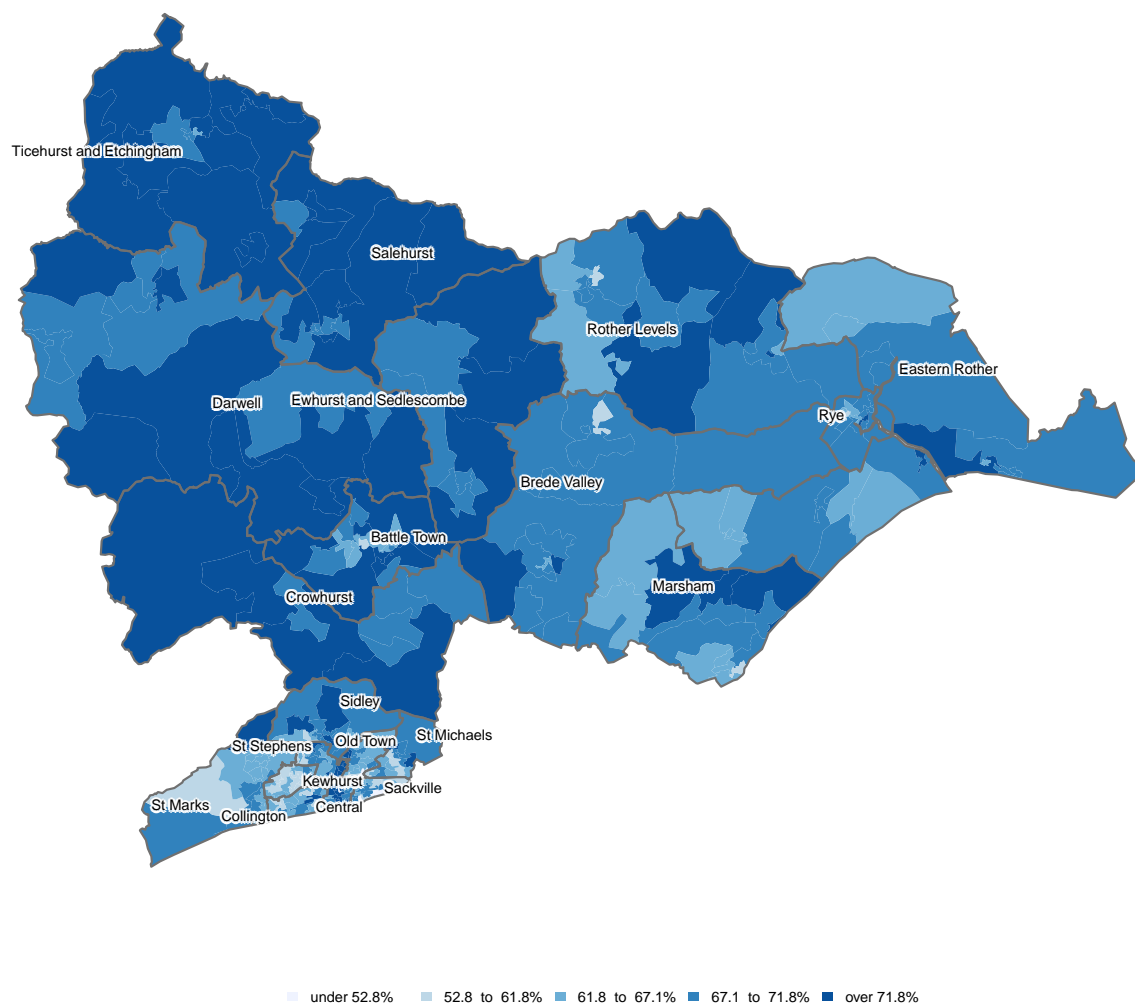 Ticehurst and Etchingham
Salehurst
Rother Levels
Eastern Rother
Darwell
Ewhurst and Sedlescombe
Rye
Brede Valley
Battle Town
Marsham
Crowhurst
Sidley
St Michaels
Old Town
St Stephens
Kewhurst
Sackville
St Marks
Central
Collington
under 52.8% 52.8 to 61.8% 61.8 to 67.1% 67.1 to 71.8% over 71.8%